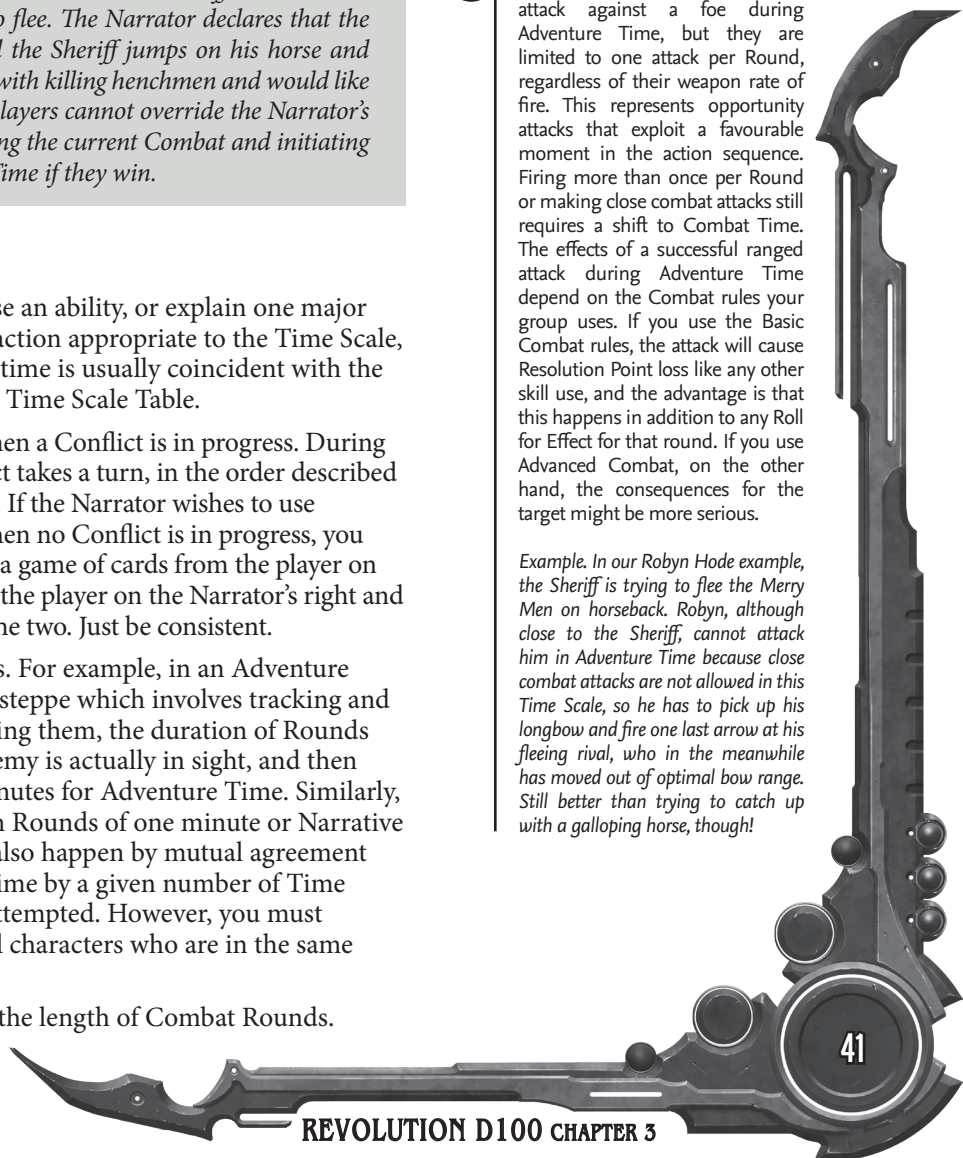 o flee. The Narrator declares that the
the Sheriff jumps on his horse and
with killing henchmen and would like
layers cannot override the Narrator's
ng the current Combat and initiating
Time if they win.
se an ability, or explain one major
action appropriate to the Time Scale,
time is usually coincident with the
Time Scale Table.
hen a Conflict is in progress. During
ct takes a turn, in the order described
If the Narrator wishes to use
hen no Conflict is in progress, you
a game of cards from the player on
the player on the Narrator's right and
he two. Just be consistent.
s. For example, in an Adventure
steppe which involves tracking and
ing them, the duration of Rounds
emy is actually in sight, and then
nutes for Adventure Time. Similarly,
n Rounds of one minute or Narrative
also happen by mutual agreement
ime by a given number of Time
ttempted. However, you must
l characters who are in the same
the length of Combat Rounds.
attack against a foe during
Adventure Time, but they are
limited to one attack per Round,
regardless of their weapon rate of
fire. This represents opportunity
attacks that exploit a favourable
moment in the action sequence.
Firing more than once per Round
or making close combat attacks still
requires a shift to Combat Time.
The effects of a successful ranged
attack during Adventure Time
depend on the Combat rules your
group uses. If you use the Basic
Combat rules, the attack will cause
Resolution Point loss like any other
skill use, and the advantage is that
this happens in addition to any Roll
for Effect for that round. If you use
Advanced Combat, on the other
hand, the consequences for the
target might be more serious.
Example. In our Robyn Hode example,
the Sheriff is trying to flee the Merry
Men on horseback. Robyn, although
close to the Sheriff, cannot attack
him in Adventure Time because close
combat attacks are not allowed in this
Time Scale, so he has to pick up his
longbow and fire one last arrow at his
fleeing rival, who in the meanwhile
has moved out of optimal bow range.
Still better than trying to catch up
with a galloping horse, though!
41
REVOLUTION D100 CHAPTER 3